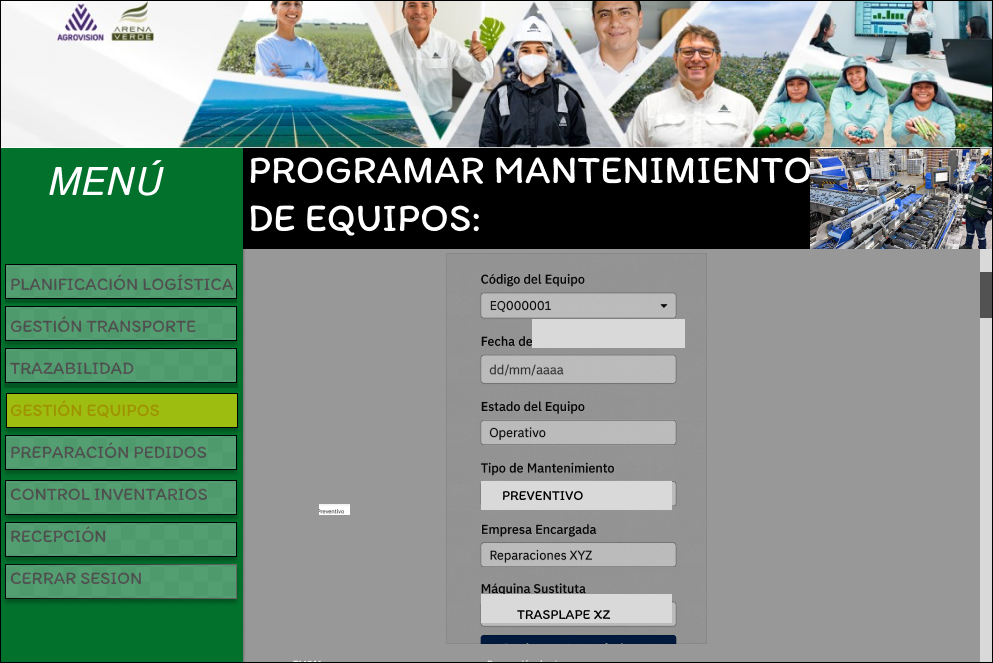 AGROVISION
ARENA
VERDE
MENÚ
PROGRAMAR MANTENIMIENTO
DE EQUIPOS:
PLANIFICACIÓN LOGÍSTICA
GESTIÓN TRANSPORTE
TRAZABILIDAD
GESTIÓN EQUIPOS
PREPARACIÓN PEDIDOS
CONTROL INVENTARIOS
RECEPCIÓN
CERRAR SESION
Código del Equipo
EQ000001
Fecha de
dd/mm/aaaa
Estado del Equipo
Operativo
Tipo de Mantenimiento
PREVENTIVO
Preventivo
Empresa Encargada
Reparaciones XYZ
Máquina Sustituta
TRASPLAPE XZ